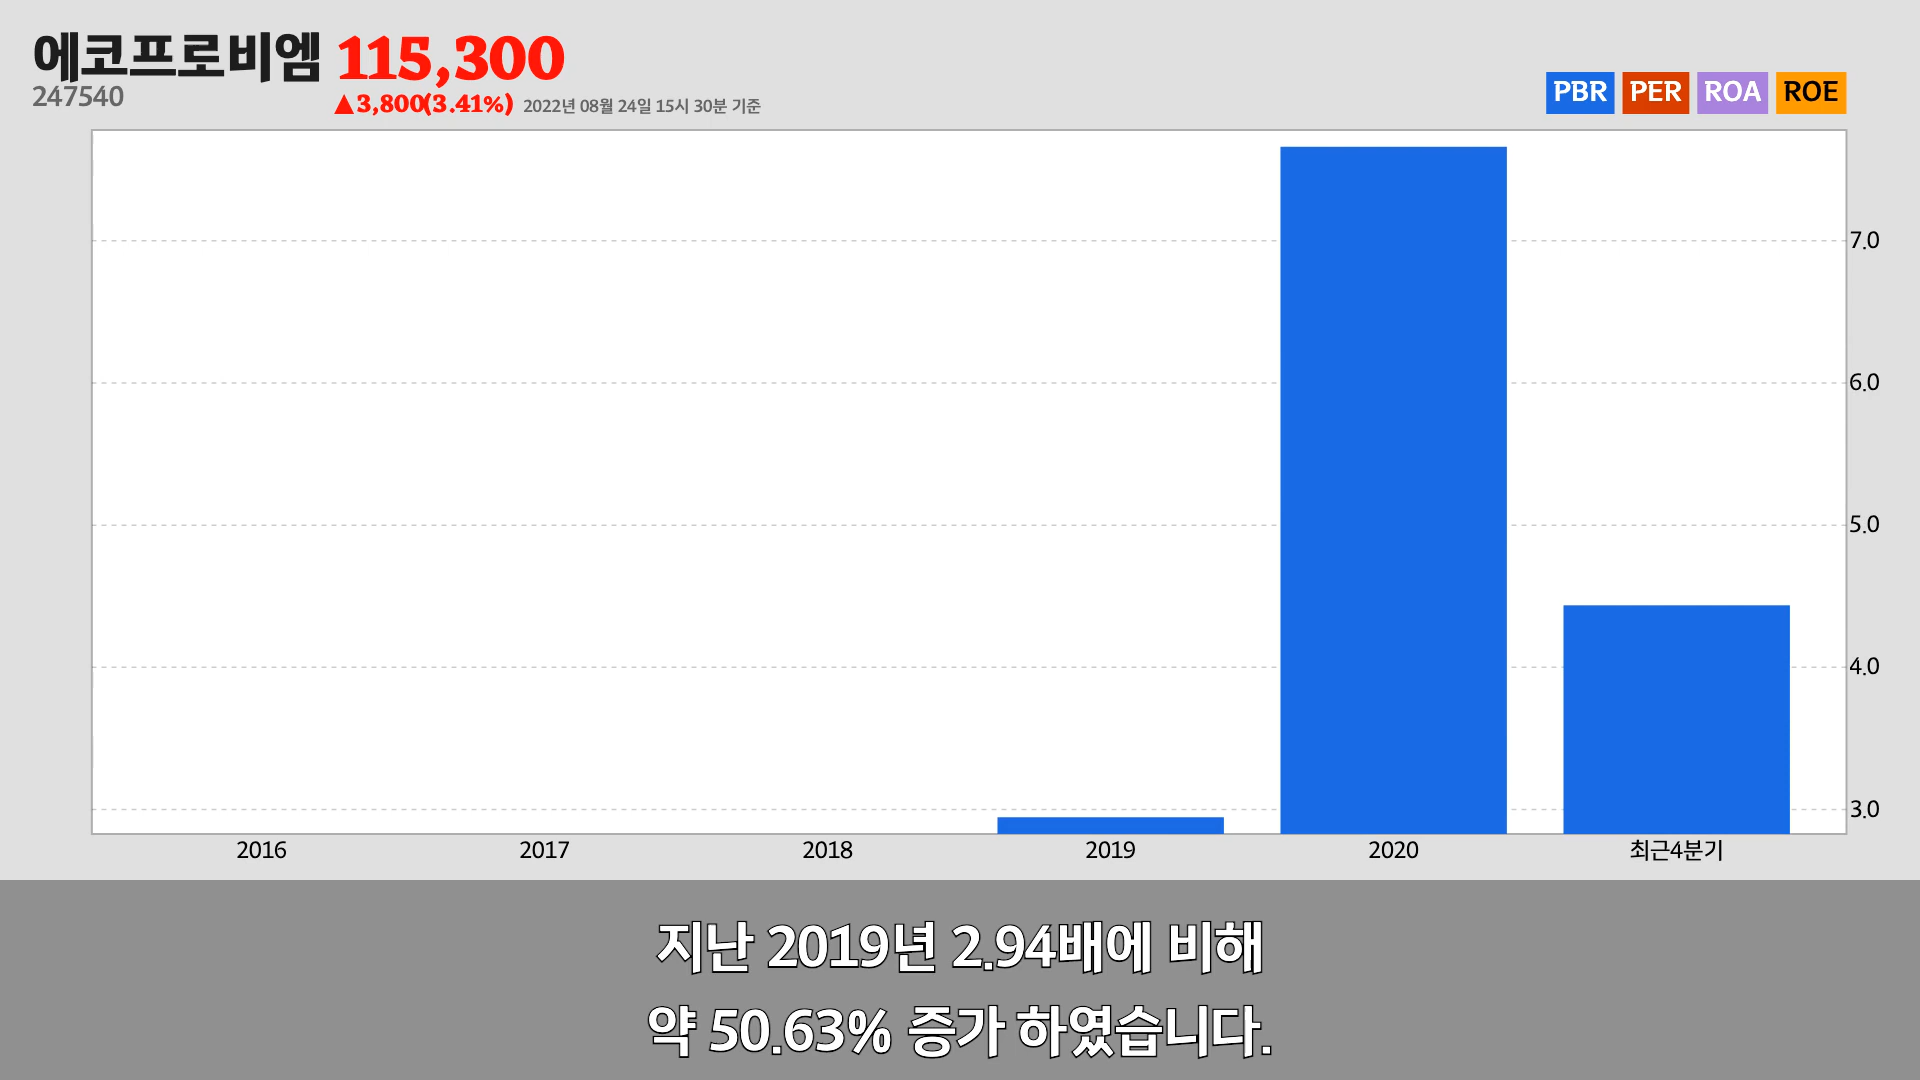 에코프로비엠 115,300
247540
▲3,800(3.41%) 2022년 08월 24일 15시 30분 기준
PBR PER ROA ROE
7.0
6.0
5.0
4.0
3.0
2016 2017 2018 2019 2020 최근4분기
지난 2019년 2.94배에 비해
약 50.63% 증가 하였습니다.